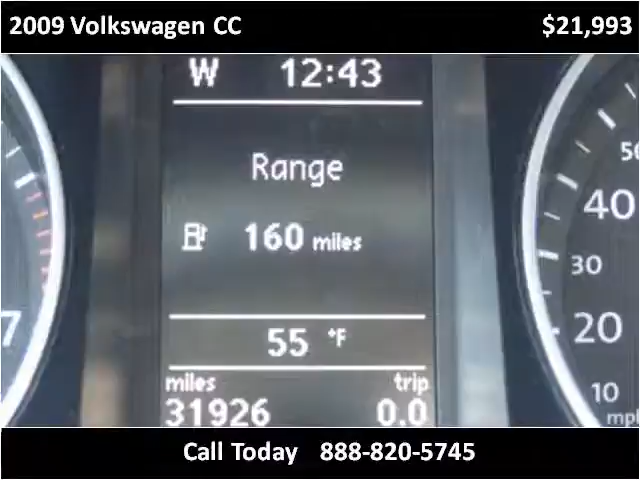 2009 Volkswagen CC $21,993
W 12:43
Range
160 miles
55 °F
miles trip
31926 0.0
7
50
40
30
20
10
mph
Call Today 888-820-5745